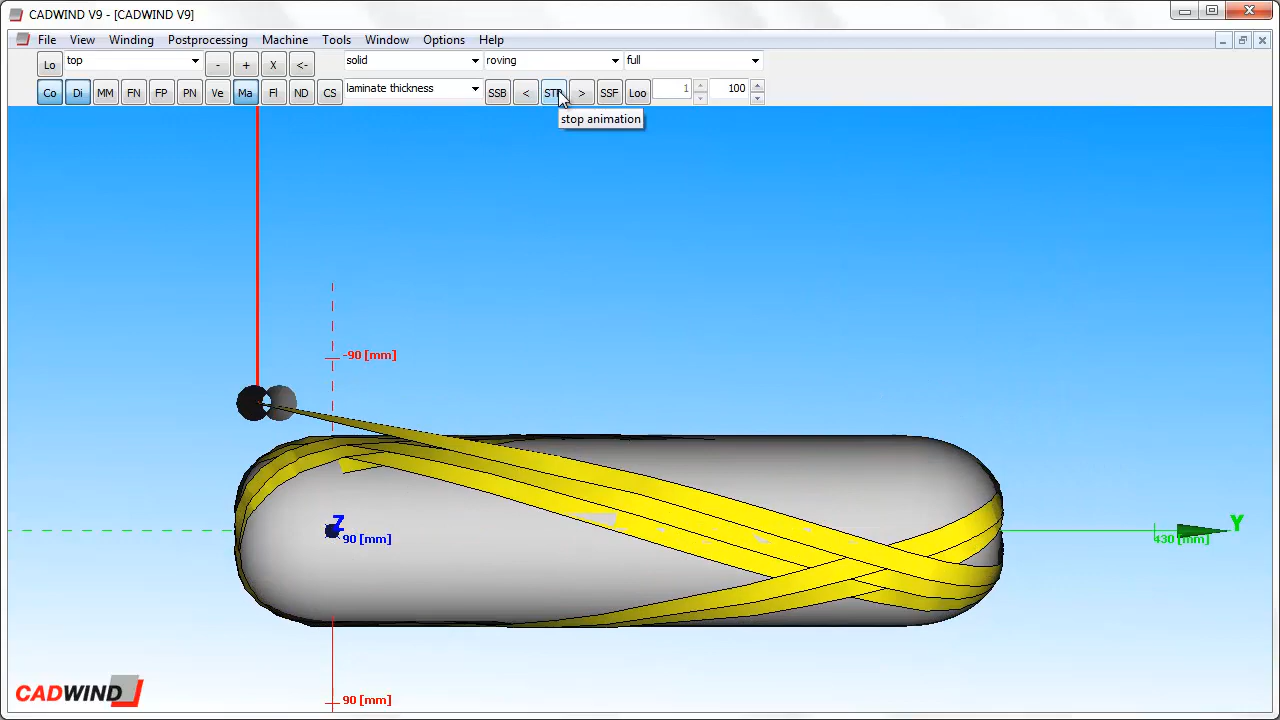 CADWIND V9 - [CADWIND V9]
File View Winding Postprocessing Machine Tools Window Options Help
Lo top - + X <- solid roving full
Co Di MM FN FP PN Ve Ma Fl ND CS laminate thickness SSB < > SSF Loo 1 100
stop animation
-90 [mm]
Z
90 [mm]
Y
430 [mm]
CADWIND
90 [mm]